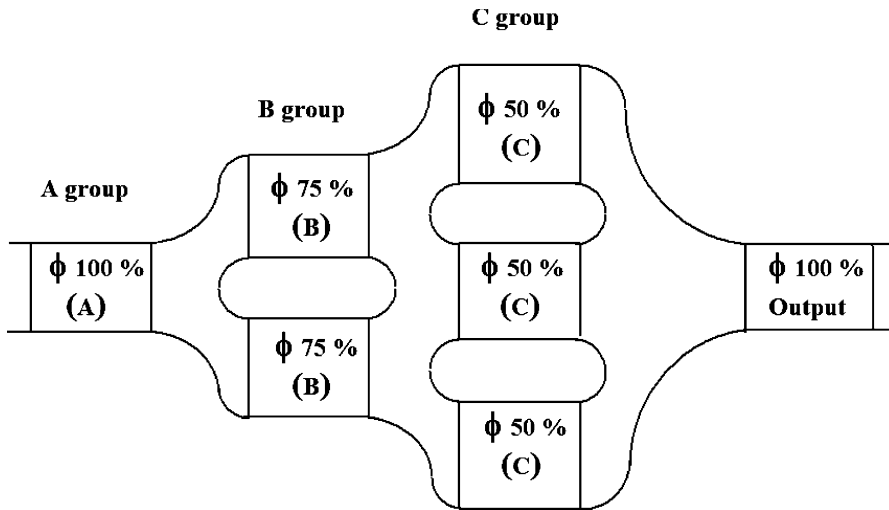 C group
B group
A group
ϕ 50 %
(C)
ϕ 75 %
(B)
ϕ 100 %
(A)
ϕ 50 %
(C)
ϕ 100 %
Output
ϕ 75 %
(B)
ϕ 50 %
(C)